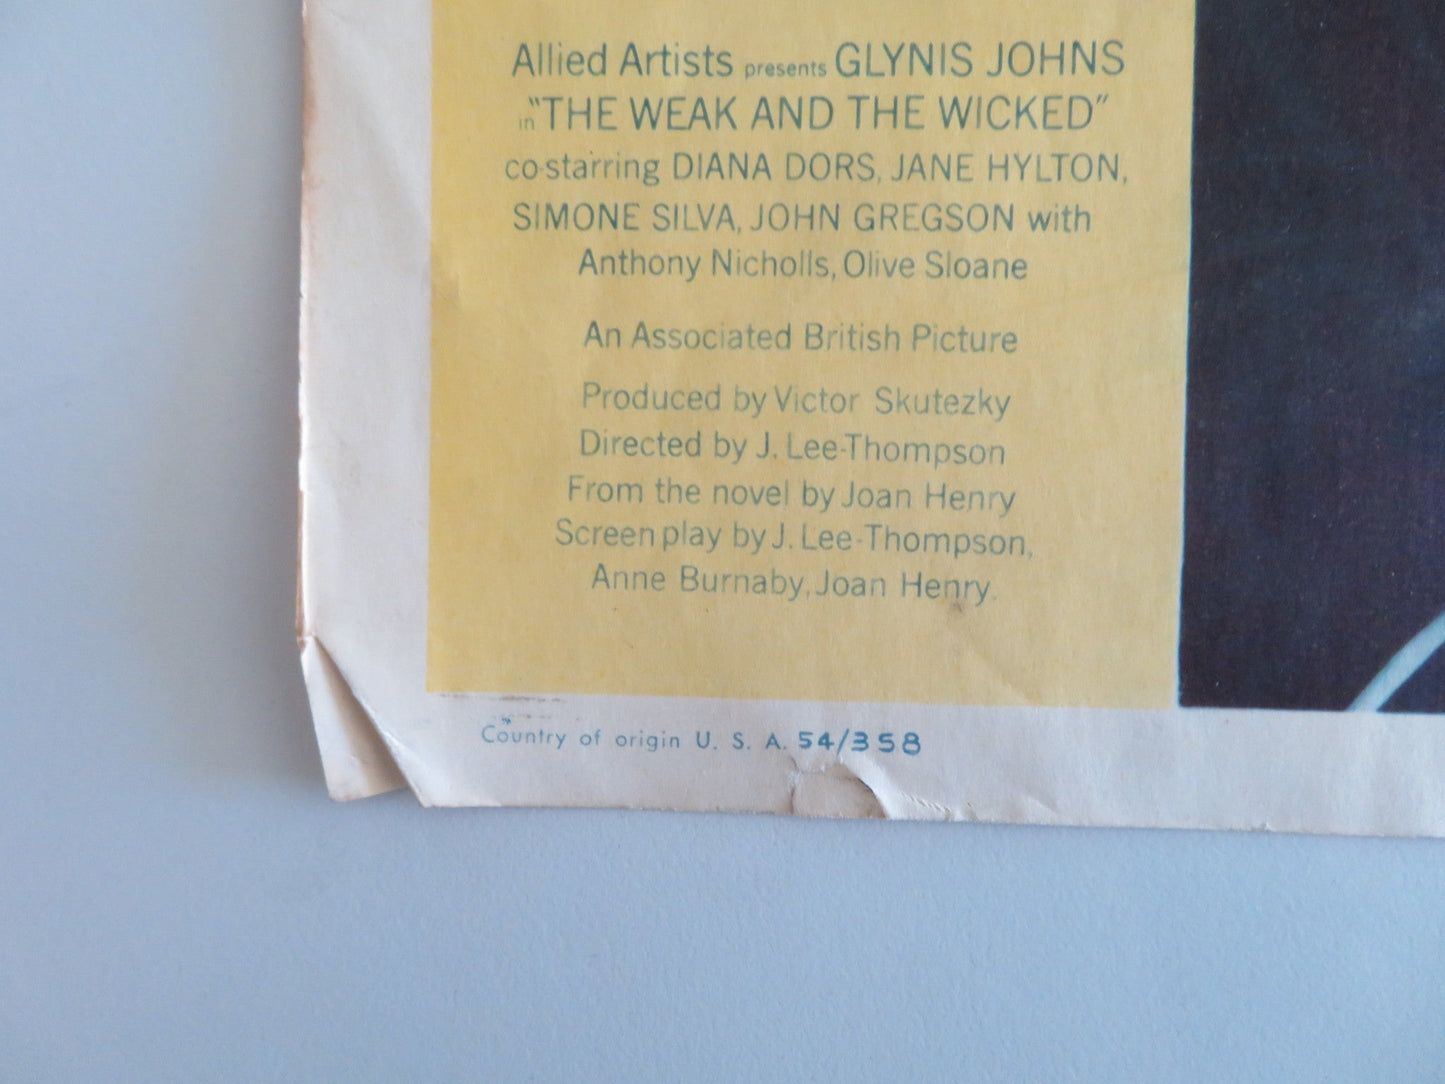 Allied Artists presents GLYNIS JOHNS
in "THE WEAK AND THE WICKED"
co-starring DIANA DORS, JANE HYLTON,
SIMONE SILVA, JOHN GREGSON with
Anthony Nicholls, Olive Sloane
An Associated British Picture
Produced by Victor Skutezky
Directed by J. Lee-Thompson
From the novel by Joan Henry
Screen play by J. Lee-Thompson,
Anne Burnaby, Joan Henry.
Country of origin U. S. A. 54/358